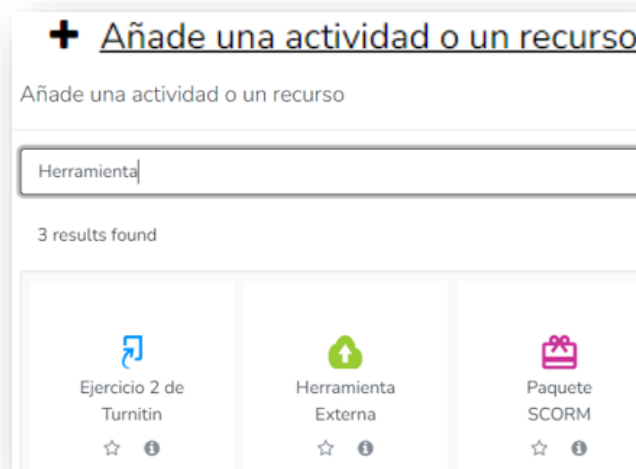 Añade una actividad o un recurso
Añade una actividad o un recurso
Herramienta
3 results found
Ejercicio 2 de
Turnitin
Herramienta
Externa
Paquete
SCORM